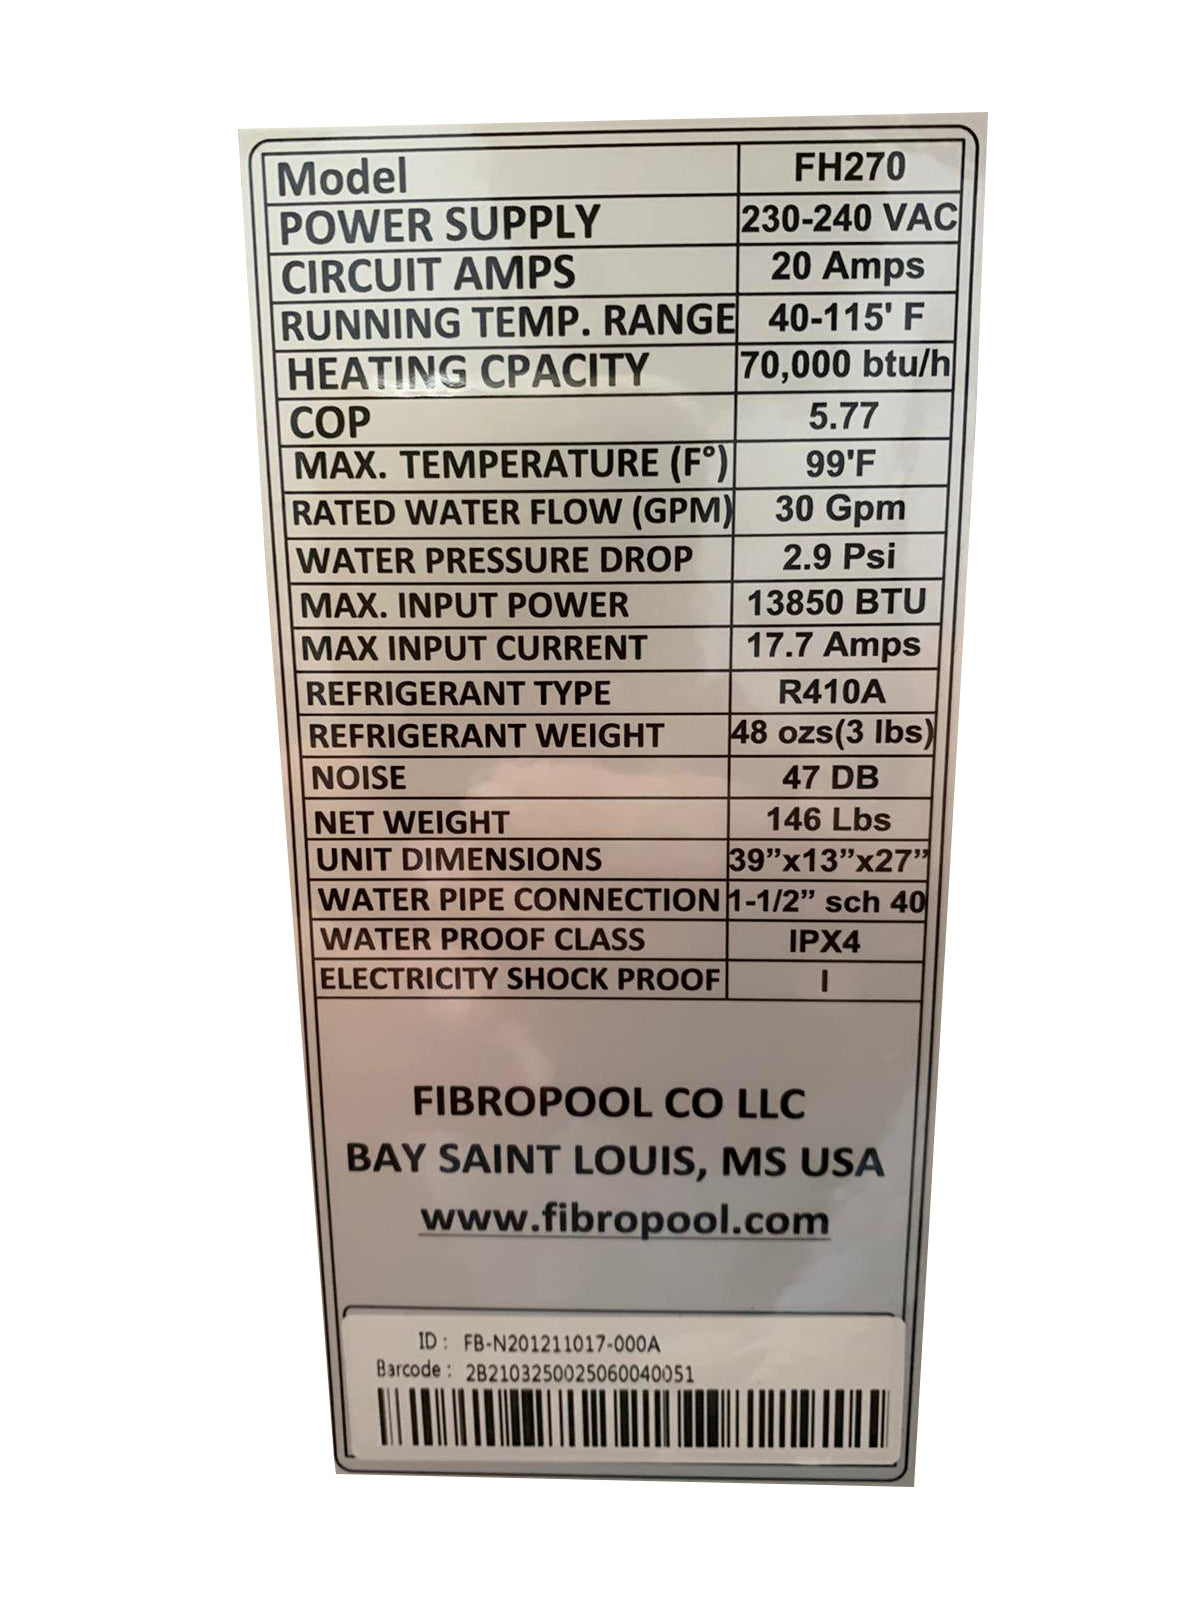 Model FH270
POWER SUPPLY 230-240 VAC
CIRCUIT AMPS 20 Amps
RUNNING TEMP. RANGE 40-115' F
HEATING CPACITY 70,000 btu/h
COP 5.77
MAX. TEMPERATURE (F°) 99'F
RATED WATER FLOW (GPM) 30 Gpm
WATER PRESSURE DROP 2.9 Psi
MAX. INPUT POWER 13850 BTU
MAX INPUT CURRENT 17.7 Amps
REFRIGERANT TYPE R410A
REFRIGERANT WEIGHT 48 ozs(3 lbs)
NOISE 47 DB
NET WEIGHT 146 Lbs
UNIT DIMENSIONS 39”x13”x27”
WATER PIPE CONNECTION 1-1/2” sch 40
WATER PROOF CLASS IPX4
ELECTRICITY SHOCK PROOF I
FIBROPOOL CO LLC
BAY SAINT LOUIS, MS USA
www.fibropool.com
ID : FB-N201211017-000A
Barcode : 2B2103250025060040051